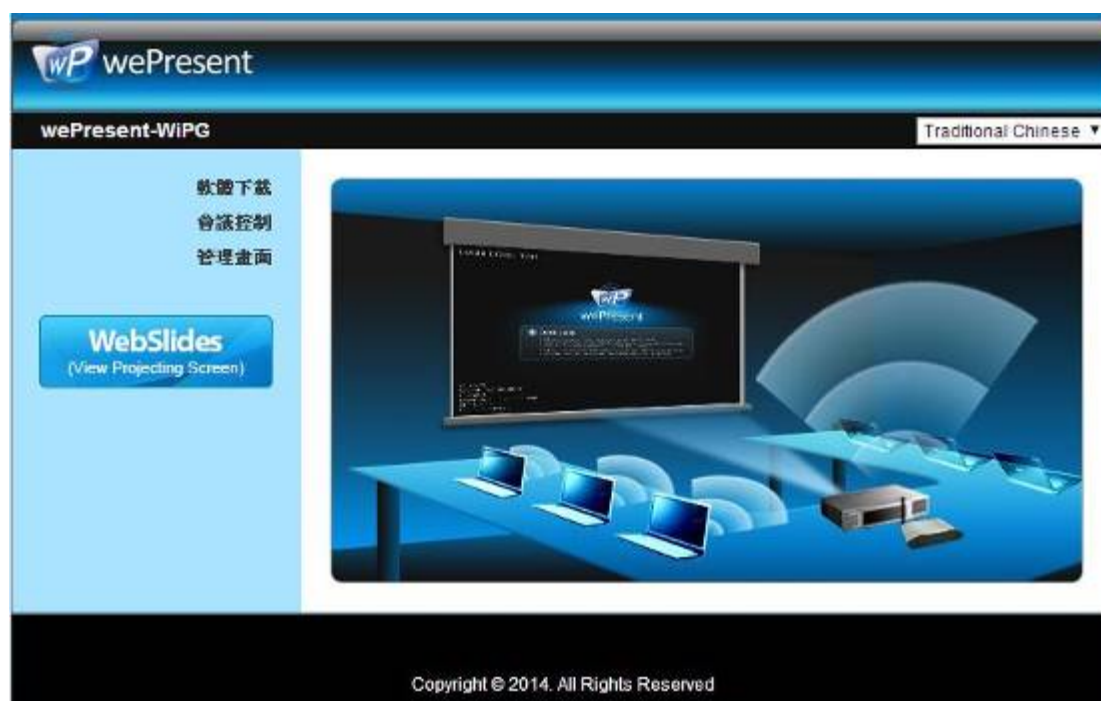 wP wePresent
wePresent-WiPG
Traditional Chinese
軟體下載
會議控制
管理畫面
WebSlides
(View Projecting Screen)
wePresent
Copyright © 2014. All Rights Reserved